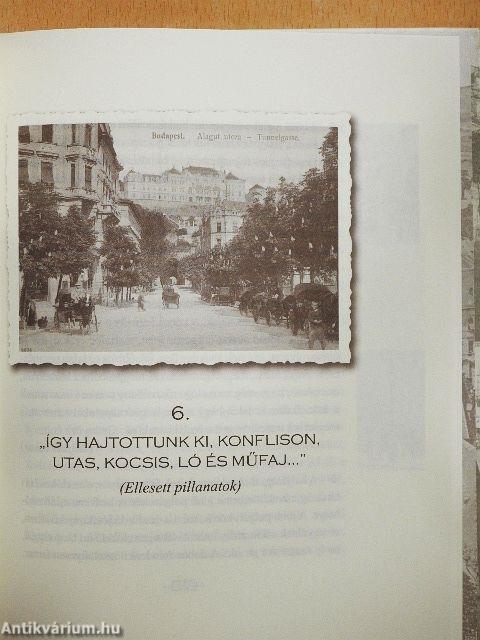 Budapest. Alagut utcza – Tunnelgasse.
6.
„ÍGY HAJTOTTUNK KI, KONFLISON,
UTAS, KOCSIS, LÓ ÉS MŰFAJ..."
(Ellesett pillanatok)
Antikvárium.hu